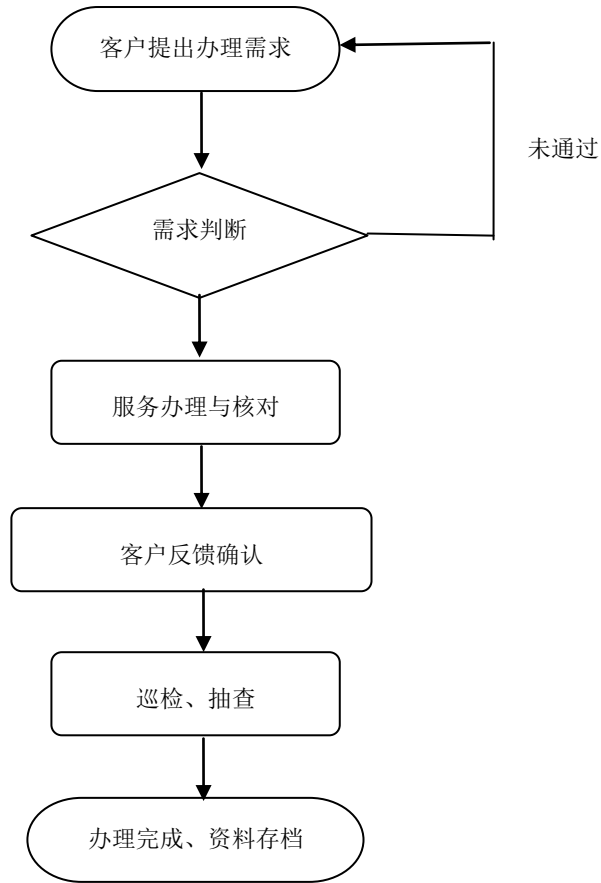 客户提出办理需求
未通过
需求判断
服务办理与核对
客户反馈确认
巡检、抽查
办理完成、资料存档